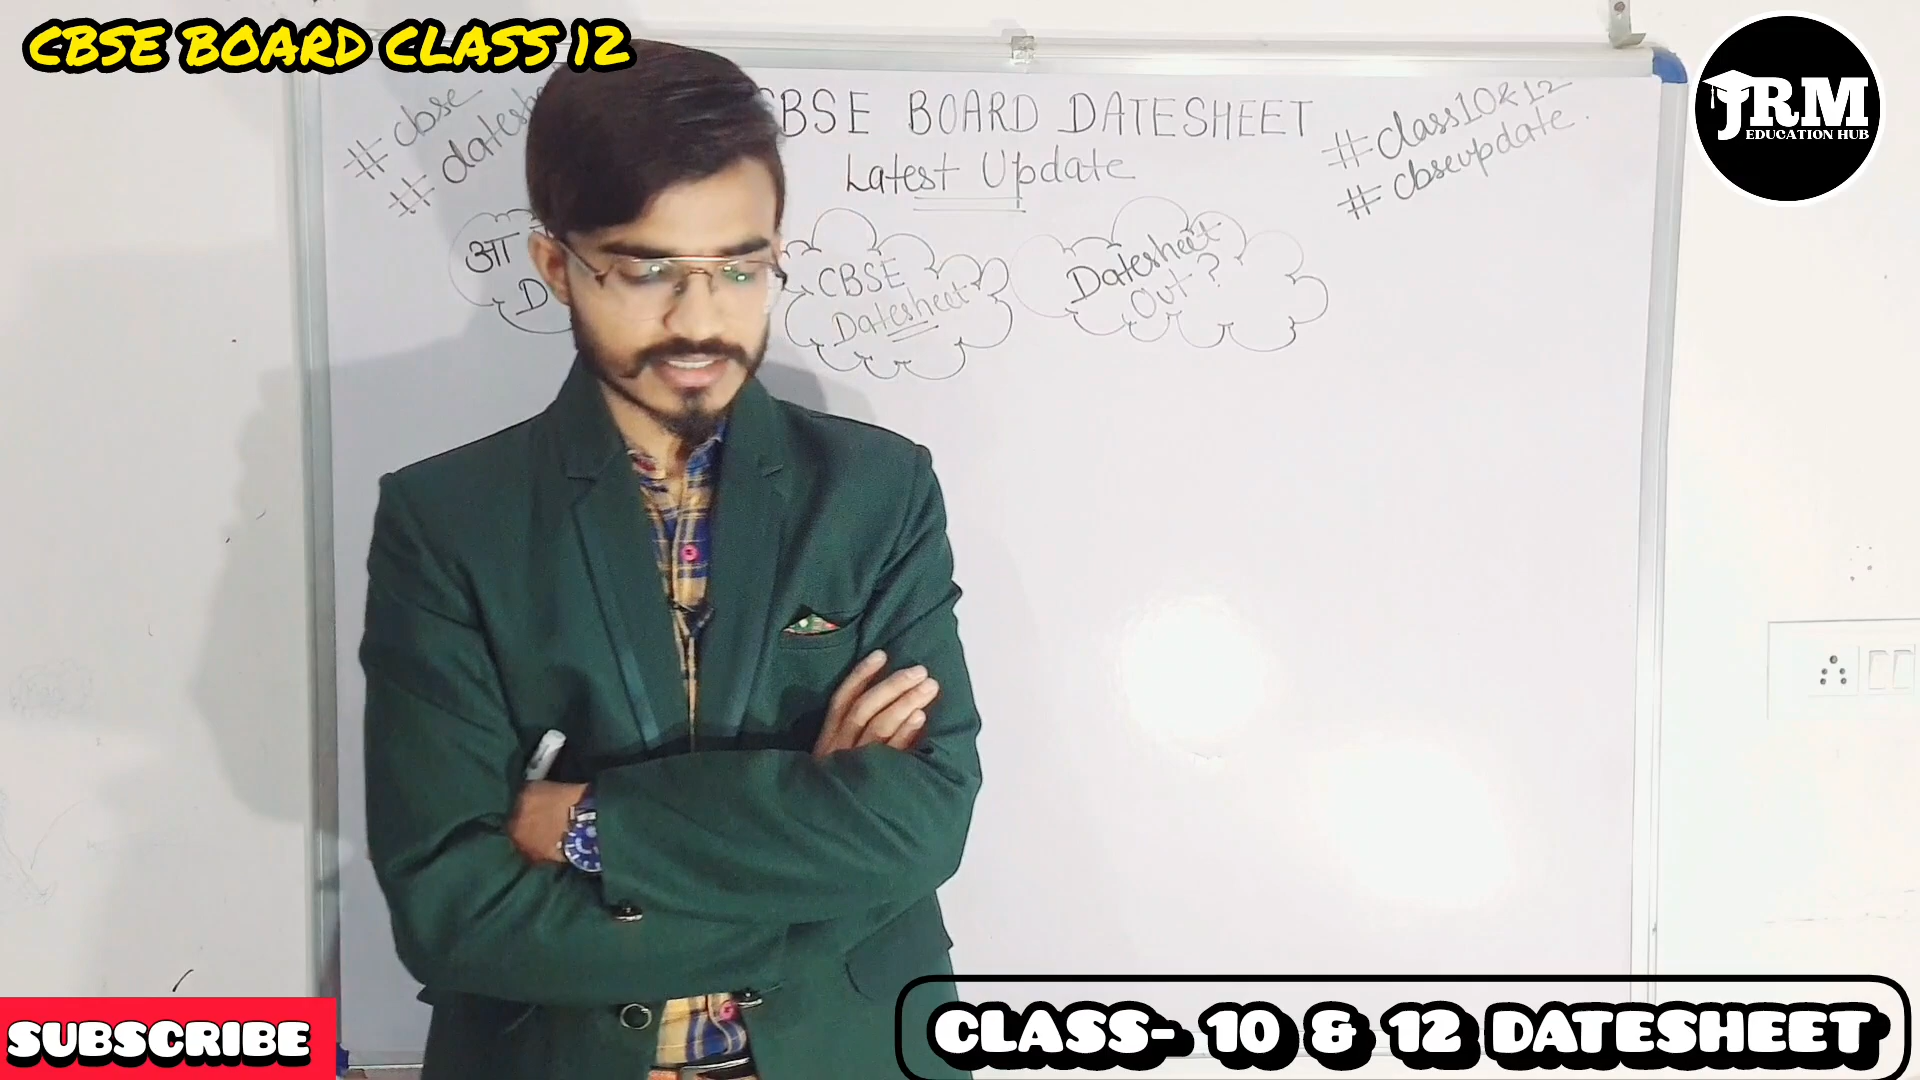 CBSE BOARD CLASS 12
JRM
EDUCATION HUB
#cbse
CBSE BOARD DATESHEET
Latest Update
#class10&12
#cbseupdate.
आ
D
CBSE
Datesheet
Datesheet
Out?
SUBSCRIBE
CLASS- 10 & 12 DATESHEET